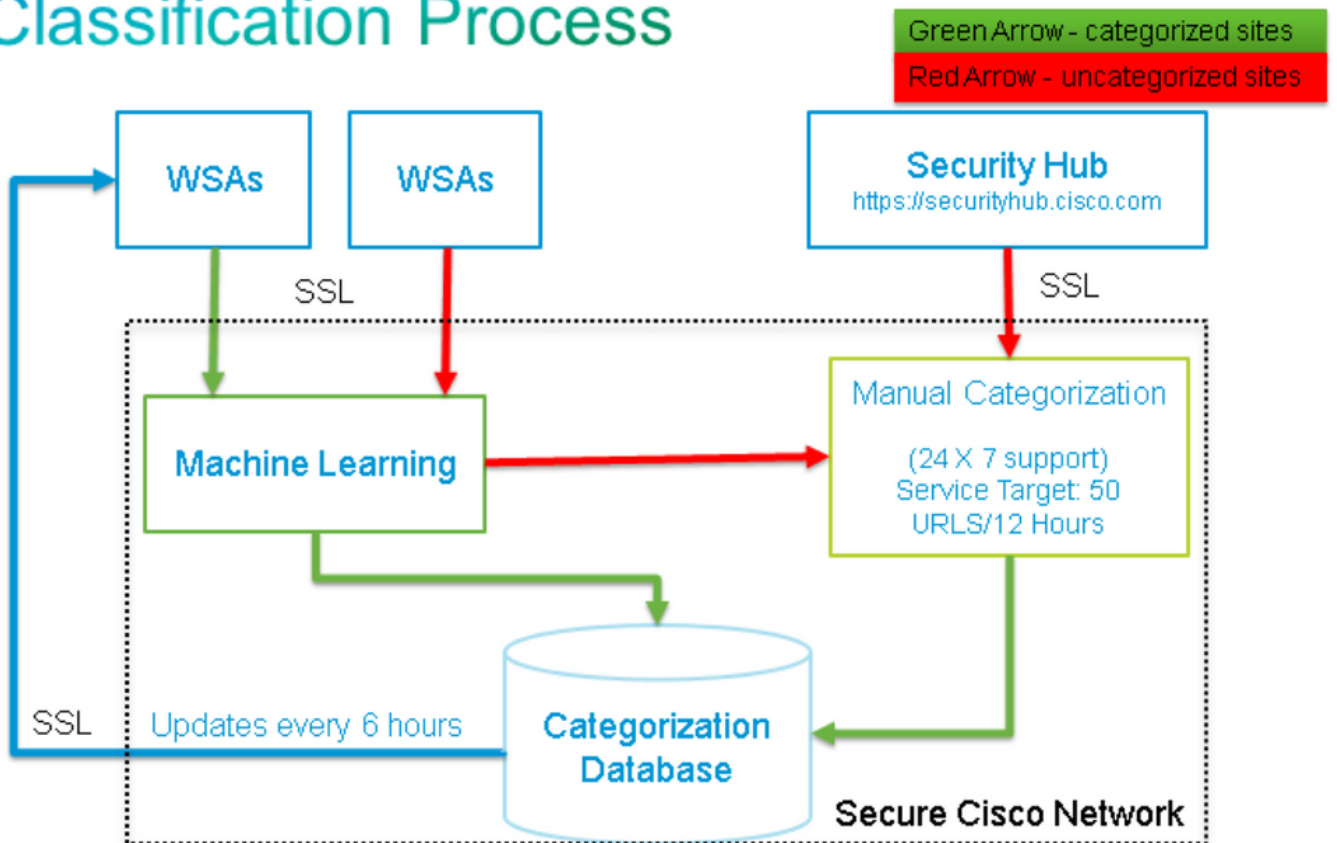 Classification Process
Green Arrow - categorized sites
Red Arrow - uncategorized sites
WSAs
WSAs
Security Hub
https://securityhub.cisco.com
SSL
SSL
Machine Learning
Manual Categorization
(24 X 7 support)
Service Target: 50
URLS/12 Hours
SSL
Updates every 6 hours
Categorization
Database
Secure Cisco Network